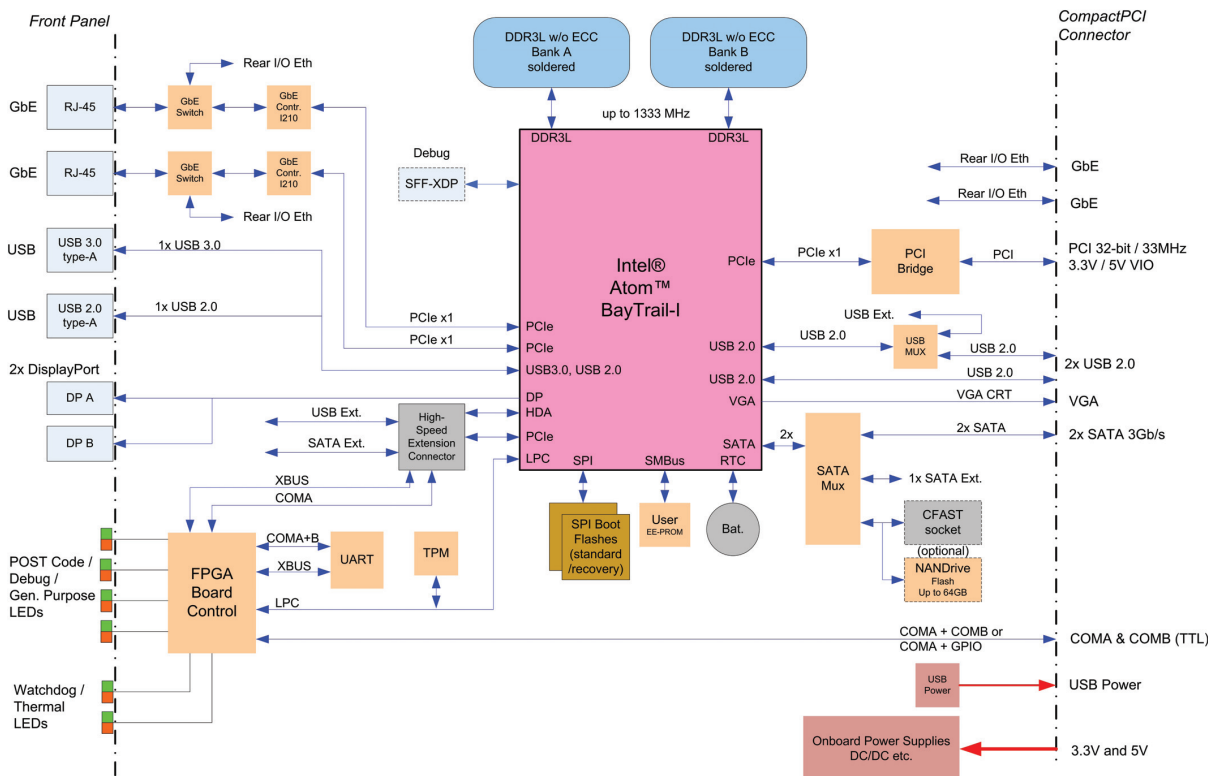 Front Panel
CompactPCI
Connector
DDR3L w/o ECC
Bank A
soldered
DDR3L w/o ECC
Bank B
soldered
Rear I/O Eth
GbE
RJ-45
GbE
Switch
GbE
Contr.
I210
up to 1333 MHz
DDR3L
DDR3L
GbE
RJ-45
GbE
Switch
GbE
Contr.
I210
Rear I/O Eth
Debug
SFF-XDP
Rear I/O Eth
GbE
Rear I/O Eth
GbE
USB
USB 3.0
type-A
1x USB 3.0
USB
USB 2.0
type-A
1x USB 2.0
Intel®
Atom™
BayTrail-I
PCIe
PCIe x1
PCI
Bridge
PCI
PCI 32-bit / 33MHz
3.3V / 5V VIO
PCIe x1
PCIe
PCIe x1
PCIe
USB3.0, USB 2.0
USB Ext.
USB 2.0
USB 2.0
USB
MUX
USB 2.0
2x USB 2.0
USB 2.0
USB 2.0
2x DisplayPort
DP A
DP B
DP
HDA
PCIe
LPC
VGA
VGA CRT
VGA
USB Ext.
SATA Ext.
High-
Speed
Extension
Connector
SATA
2x
2x SATA
2x SATA 3Gb/s
SATA
Mux
1x SATA Ext.
SPI
SMBus
RTC
XBUS
COMA
SPI Boot
Flashes
(standard
/recovery)
User
EE-PROM
Bat.
CFAST
socket
(optional)
NANDrive
Flash
Up to 64GB
POST Code /
Debug /
Gen. Purpose
LEDs
FPGA
Board
Control
COMA+B
XBUS
UART
TPM
LPC
COMA + COMB or
COMA + GPIO
COMA & COMB (TTL)
Watchdog /
Thermal
LEDs
USB
Power
USB Power
Onboard Power Supplies
DC/DC etc.
3.3V and 5V